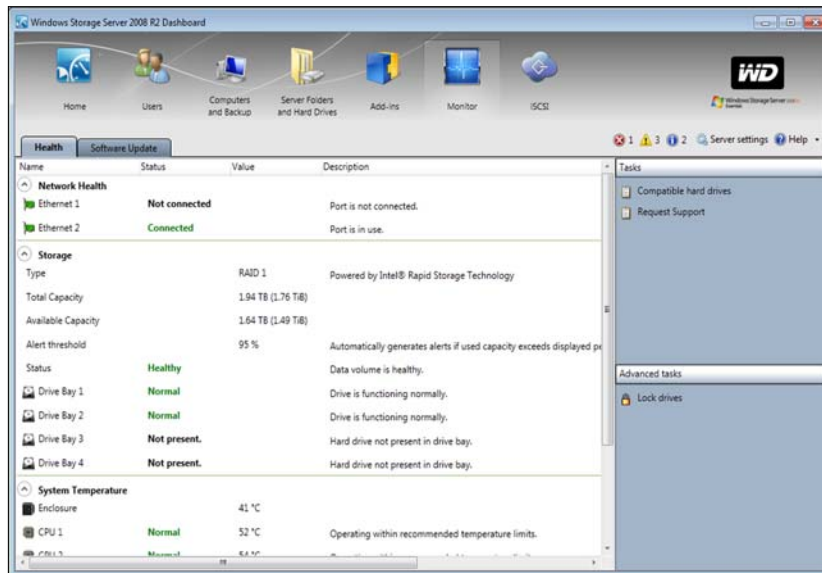 Windows Storage Server 2008 R2 Dashboard
Home
Users
Computers and Backup
Server Folders and Hard Drives
Add-ins
Monitor
iSCSI
WD
Windows Storage Server
Health
Software Update
1 3 2 Server settings Help
Name Status Value Description
Network Health
Ethernet 1 Not connected Port is not connected.
Ethernet 2 Connected Port is in use.
Storage
Type RAID 1 Powered by Intel® Rapid Storage Technology
Total Capacity 1.94 TB (1.76 TiB)
Available Capacity 1.64 TB (1.49 TiB)
Alert threshold 95 % Automatically generates alerts if used capacity exceeds displayed
Status Healthy Data volume is healthy.
Drive Bay 1 Normal Drive is functioning normally.
Drive Bay 2 Normal Drive is functioning normally.
Drive Bay 3 Not present. Hard drive not present in drive bay.
Drive Bay 4 Not present. Hard drive not present in drive bay.
System Temperature
Enclosure 41 °C
CPU 1 Normal 52 °C Operating within recommended temperature limits.
Tasks
Compatible hard drives
Request Support
Advanced tasks
Lock drives